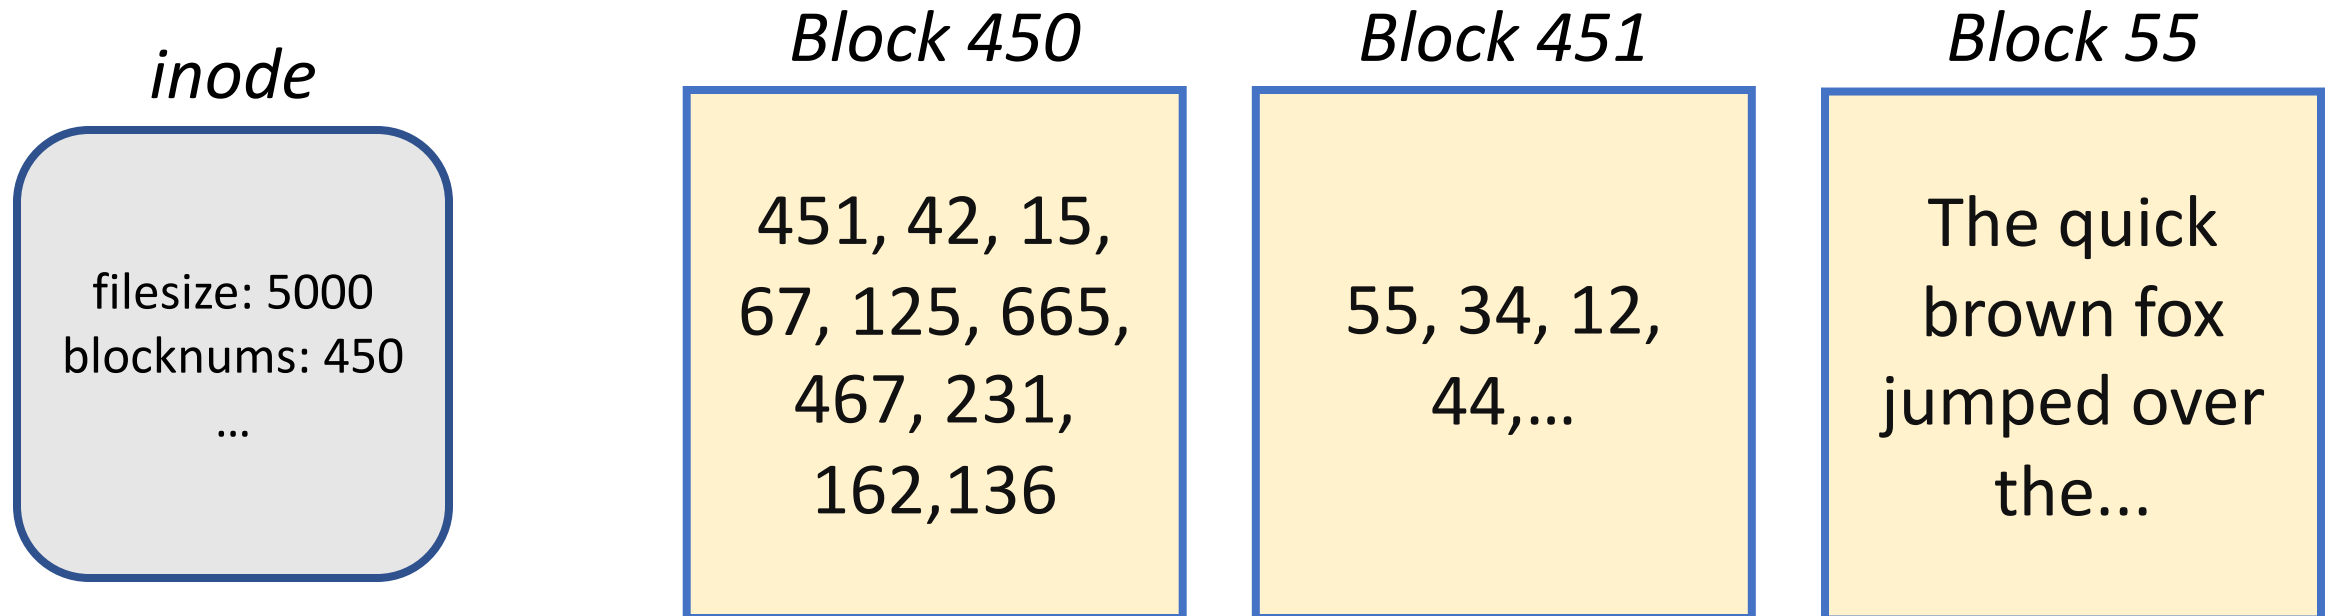 inode
filesize: 5000
blocknums: 450
...
Block 450
451, 42, 15,
67, 125, 665,
467, 231,
162,136
Block 451
55, 34, 12,
44,...
Block 55
The quick
brown fox
jumped over
the...